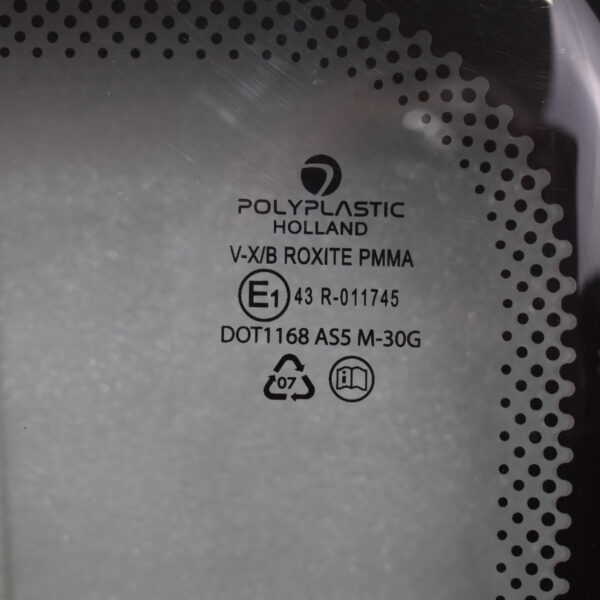 POLYPLASTIC
HOLLAND
V-X/B ROXITE PMMA
E1 43 R-011745
DOT1168 AS5 M-30G
07 i